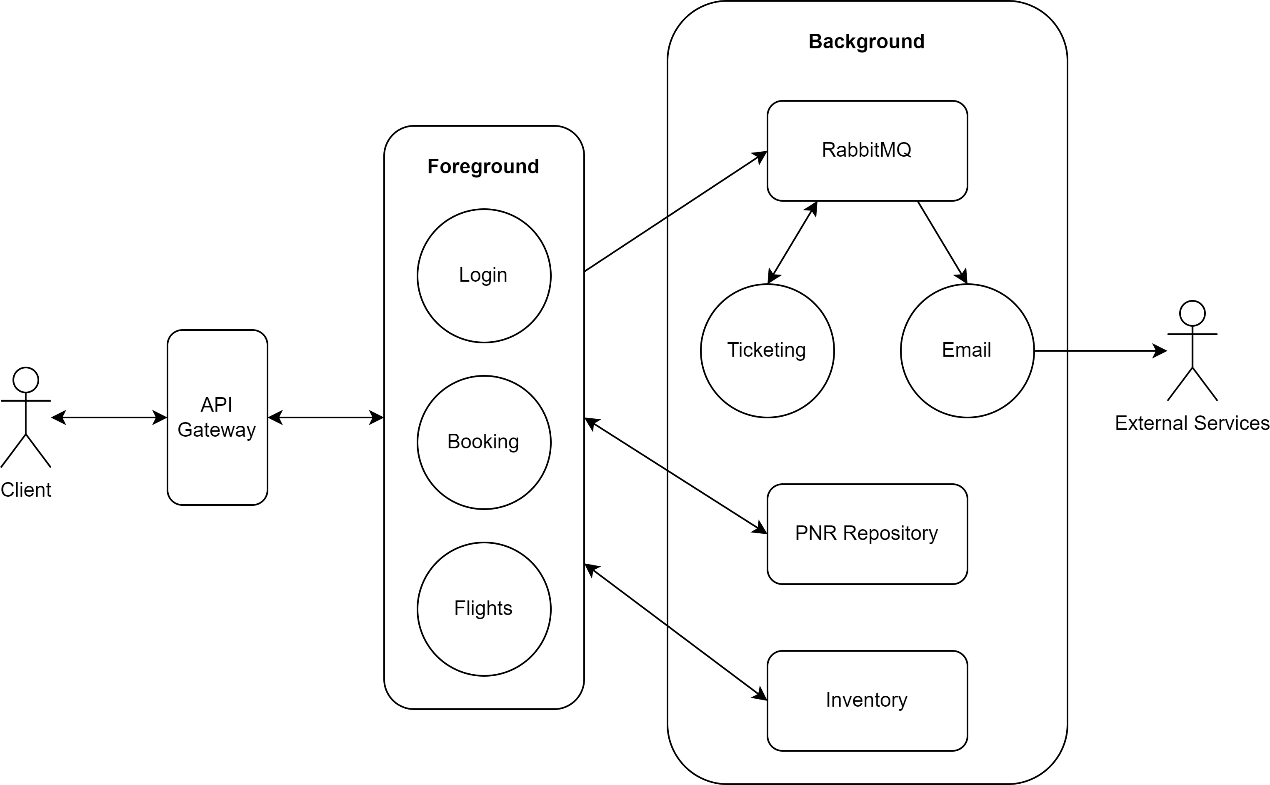 Background
RabbitMQ
Foreground
Login
Ticketing
Email
External Services
API
Gateway
Client
Booking
PNR Repository
Flights
Inventory